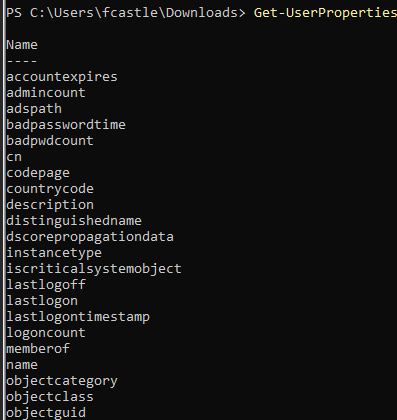 PS C:\Users\fcastle\Downloads> Get-UserProperties
Name
----
accountexpires
admincount
adspath
badpasswordtime
badpwdcount
cn
codepage
countrycode
description
distinguishedname
dscorepropagationdata
instancetype
iscriticalsystemobject
lastlogoff
lastlogon
lastlogontimestamp
logoncount
memberof
name
objectcategory
objectclass
objectguid